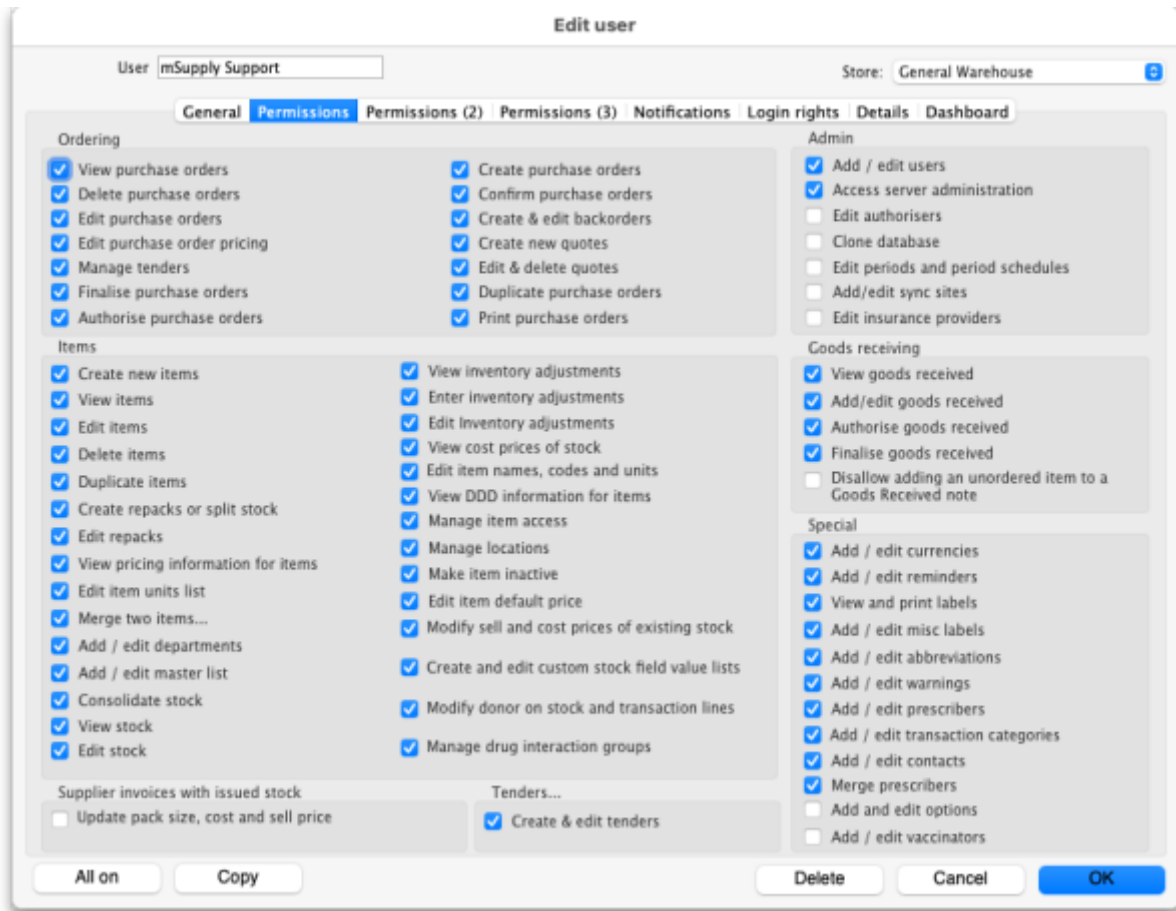 Edit user
User mSupply Support
Store: General Warehouse
General Permissions Permissions (2) Permissions (3) Notifications Login rights Details Dashboard
Ordering
View purchase orders
Delete purchase orders
Edit purchase orders
Edit purchase order pricing
Manage tenders
Finalise purchase orders
Authorise purchase orders
Create purchase orders
Confirm purchase orders
Create & edit backorders
Create new quotes
Edit & delete quotes
Duplicate purchase orders
Print purchase orders
Admin
Add / edit users
Access server administration
Edit authorisers
Clone database
Edit periods and period schedules
Add/edit sync sites
Edit insurance providers
Items
Create new items
View items
Edit items
Delete items
Duplicate items
Create repacks or split stock
Edit repacks
View pricing information for items
Edit item units list
Merge two items...
Add / edit departments
Add / edit master list
Consolidate stock
View stock
Edit stock
View inventory adjustments
Enter inventory adjustments
Edit Inventory adjustments
View cost prices of stock
Edit item names, codes and units
View DDD information for items
Manage item access
Manage locations
Make item inactive
Edit item default price
Modify sell and cost prices of existing stock
Create and edit custom stock field value lists
Modify donor on stock and transaction lines
Manage drug interaction groups
Goods receiving
View goods received
Add/edit goods received
Authorise goods received
Finalise goods received
Disallow adding an unordered item to a
Goods Received note
Special
Add / edit currencies
Add / edit reminders
View and print labels
Add / edit misc labels
Add / edit abbreviations
Add / edit warnings
Add / edit prescribers
Add / edit transaction categories
Add / edit contacts
Merge prescribers
Add and edit options
Add / edit vaccinators
Supplier invoices with issued stock
Update pack size, cost and sell price
Tenders...
Create & edit tenders
All on
Copy
Delete
Cancel
OK